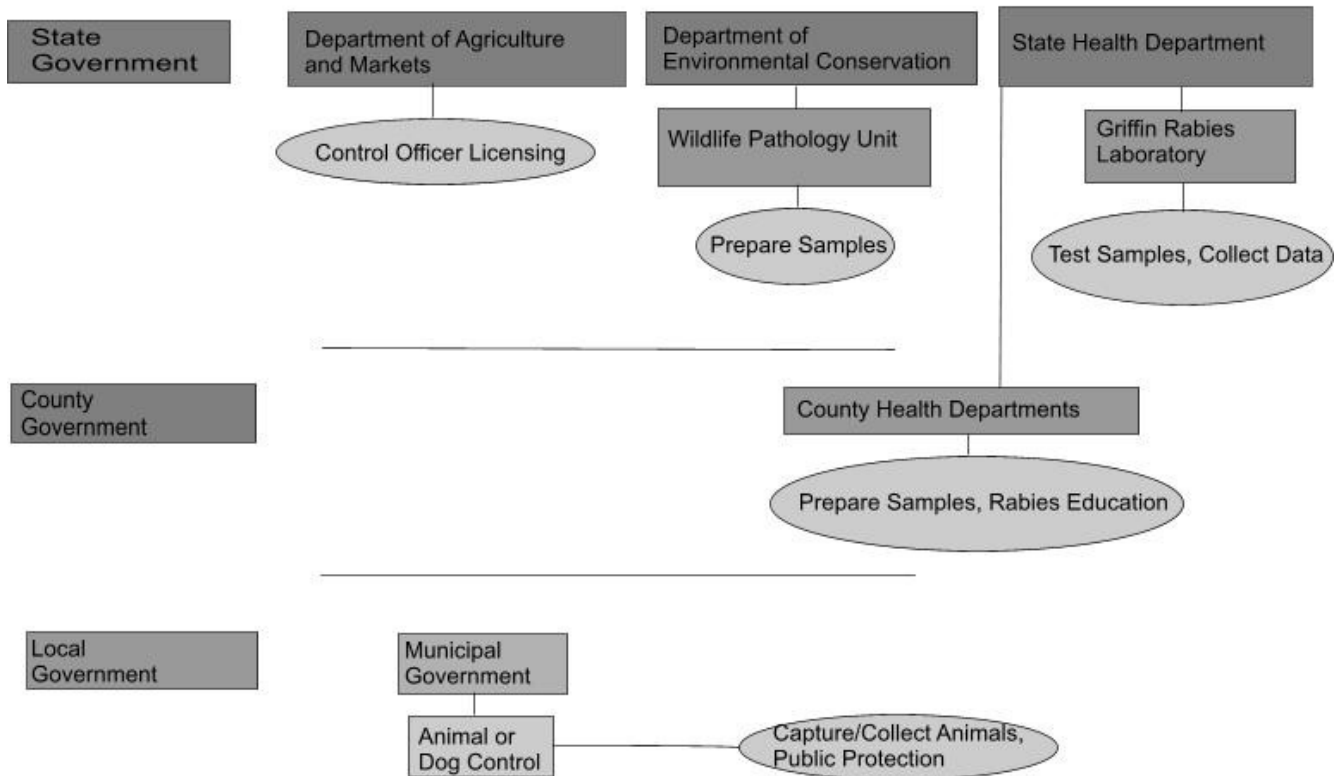 State
Government
Department of Agriculture
and Markets
Department of
Environmental Conservation
State Health Department
Control Officer Licensing
Wildlife Pathology Unit
Griffin Rabies
Laboratory
Prepare Samples
Test Samples, Collect Data
County
Government
County Health Departments
Prepare Samples, Rabies Education
Local
Government
Municipal
Government
Animal or
Dog Control
Capture/Collect Animals,
Public Protection